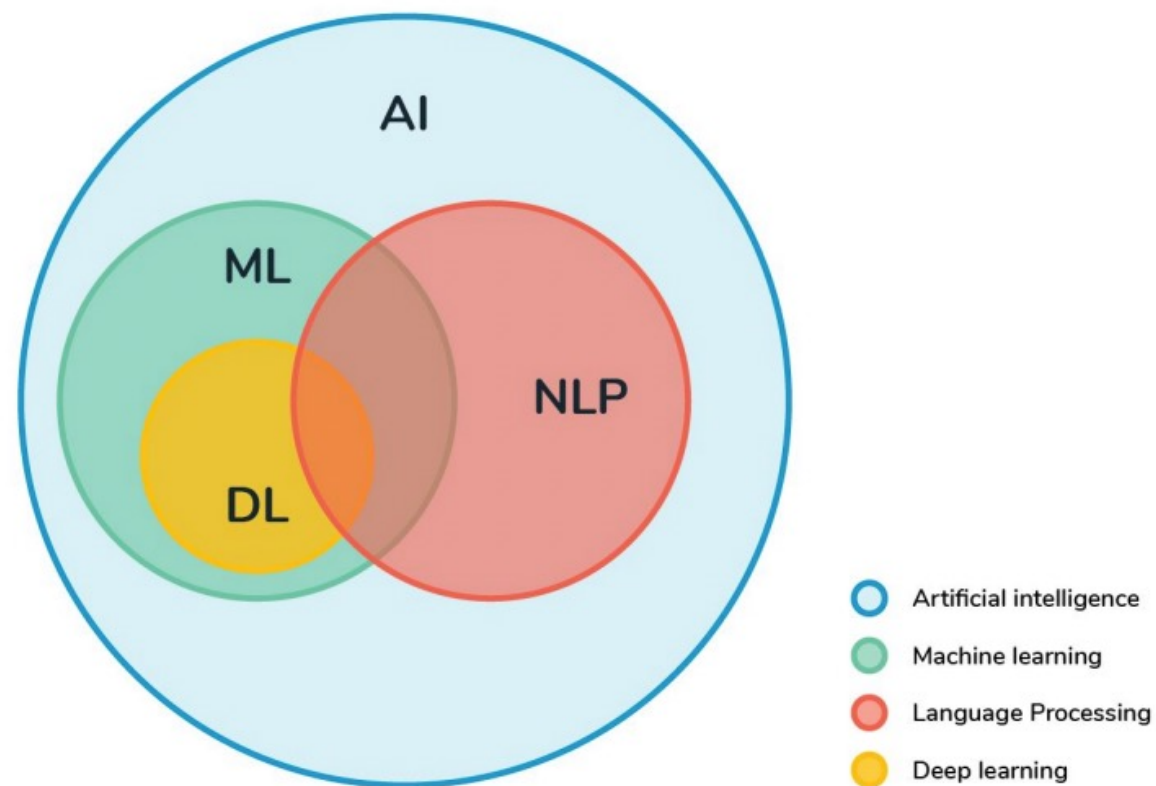 AI
ML
NLP
DL
Artificial intelligence
Machine learning
Language Processing
Deep learning